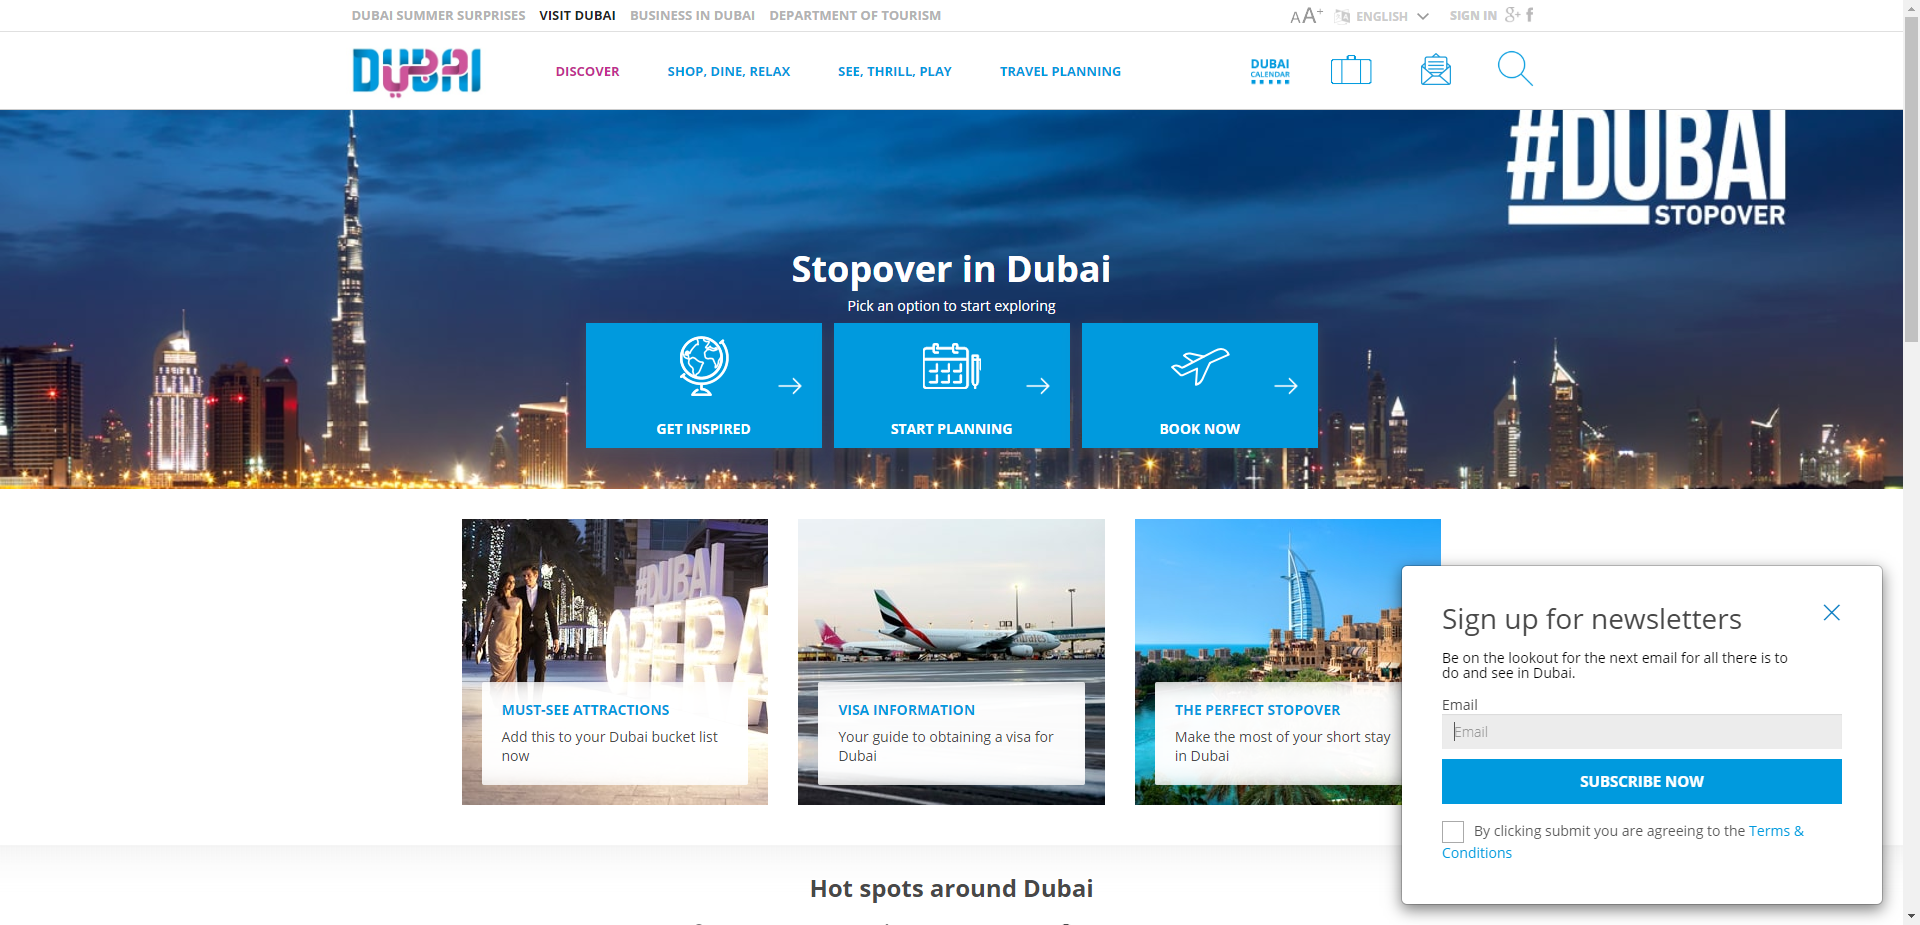 DUBAI SUMMER SURPRISES VISIT DUBAI BUSINESS IN DUBAI DEPARTMENT OF TOURISM
AA+ ENGLISH SIGN IN g+ f
DUBAI
DISCOVER SHOP, DINE, RELAX SEE, THRILL, PLAY TRAVEL PLANNING
DUBAI
CALENDAR
#DUBAI
STOPOVER
Stopover in Dubai
Pick an option to start exploring
GET INSPIRED
START PLANNING
BOOK NOW
#DUBAI
OPERA
MUST-SEE ATTRACTIONS
Add this to your Dubai bucket list
now
Emirates
VISA INFORMATION
Your guide to obtaining a visa for
Dubai
THE PERFECT STOPOVER
Make the most of your short stay
in Dubai
Sign up for newsletters
Be on the lookout for the next email for all there is to
do and see in Dubai.
Email
Email
SUBSCRIBE NOW
By clicking submit you are agreeing to the Terms &
Conditions
Hot spots around Dubai